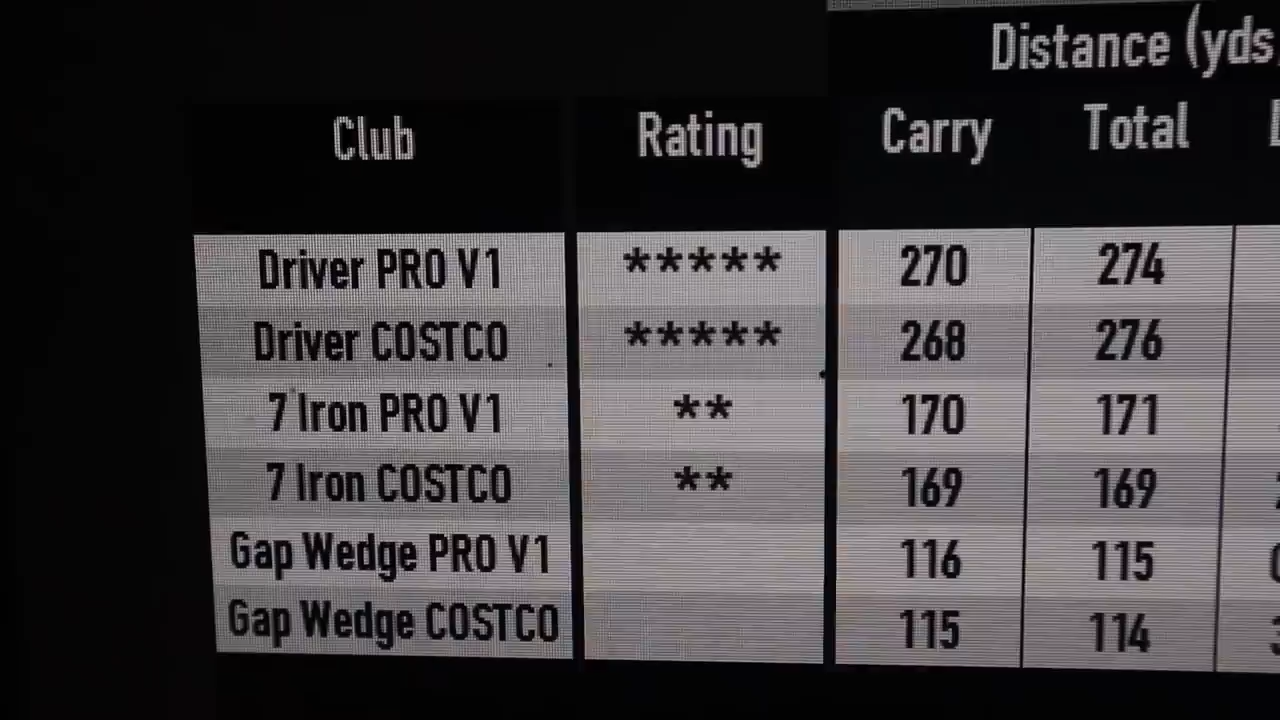 Distance (yds
Club Rating Carry Total
Driver PRO V1 ***** 270 274
Driver COSTCO ***** 268 276
7 Iron PRO V1 ** 170 171
7 Iron COSTCO ** 169 169
Gap Wedge PRO V1 116 115
Gap Wedge COSTCO 115 114